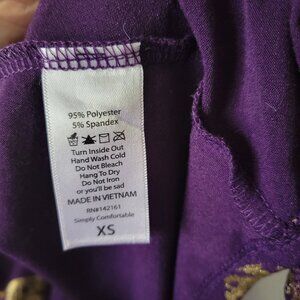 95% Polyester
5% Spandex
Turn Inside Out
Hand Wash Cold
Do Not Bleach
Hang To Dry
Do Not Iron
or you'll be sad
MADE IN VIETNAM
RN#142161
Simply Comfortable
XS